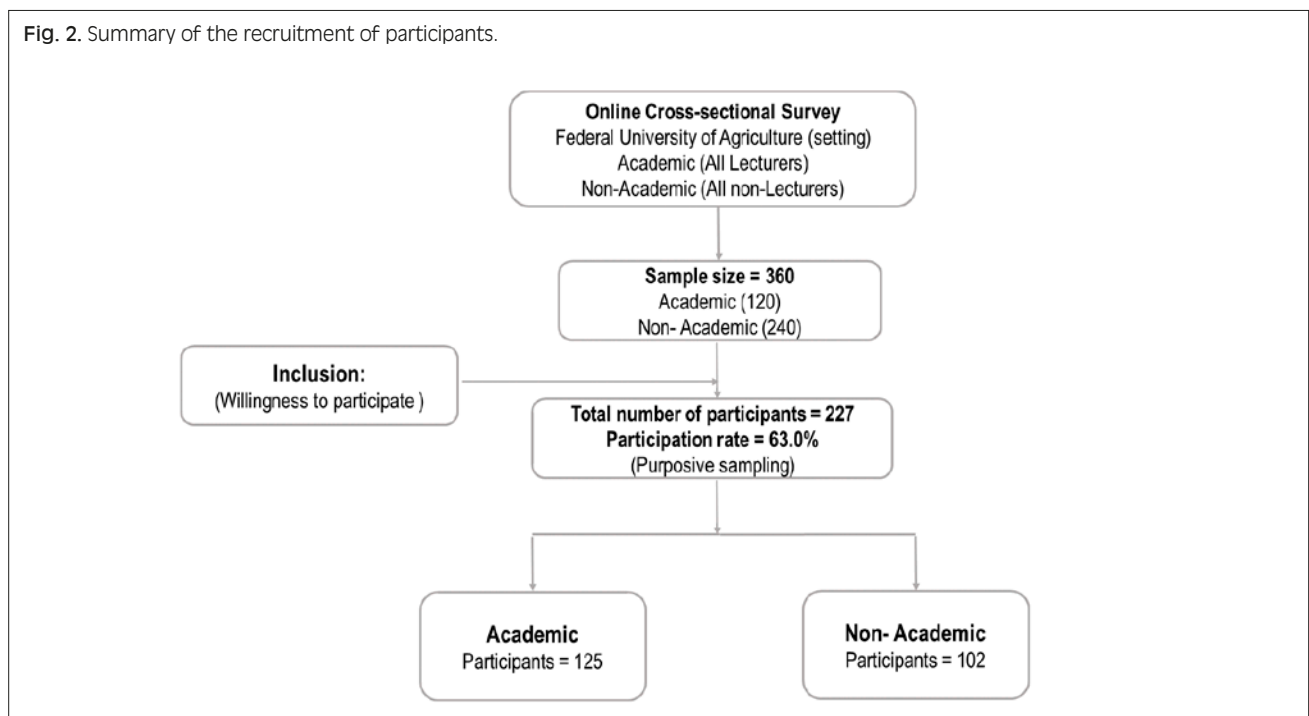 Fig. 2. Summary of the recruitment of participants.
Online Cross-sectional Survey
Federal University of Agriculture (setting)
Academic (All Lecturers)
Non-Academic (All non-Lecturers)
Sample size = 360
Academic (120)
Non- Academic (240)
Inclusion:
(Willingness to participate )
Total number of participants = 227
Participation rate = 63.0%
(Purposive sampling)
Academic
Participants = 125
Non- Academic
Participants = 102